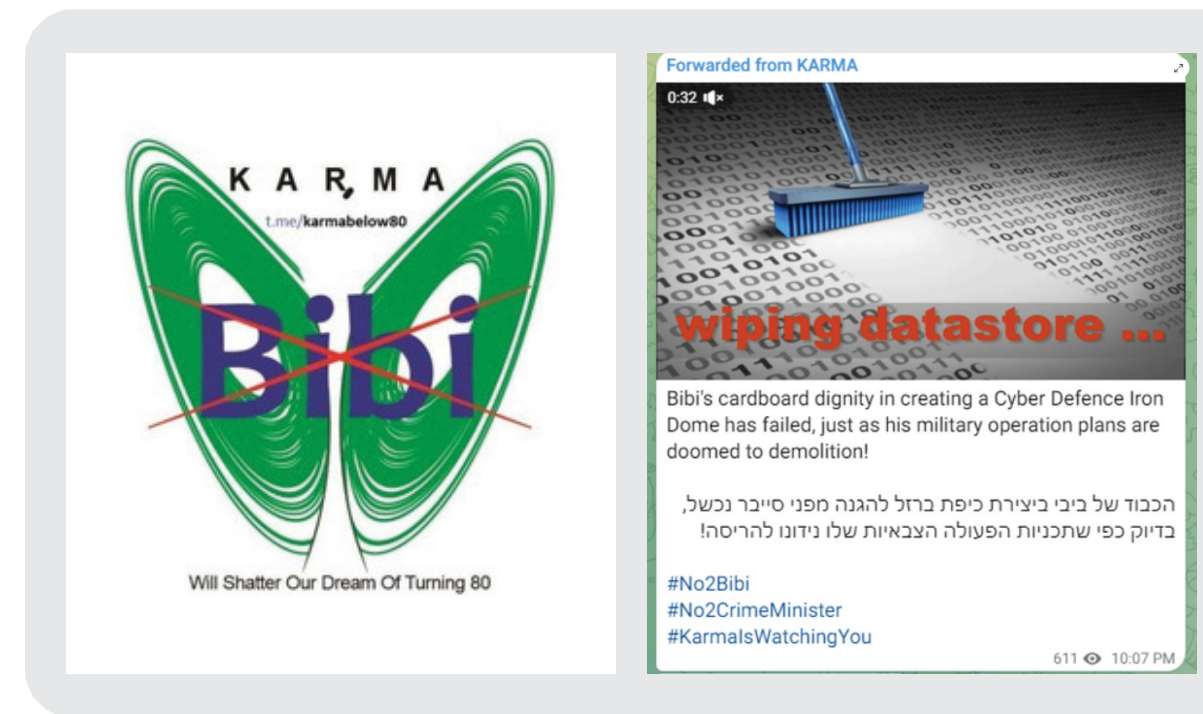 KARMA
t.me/karmabelow80
Bibi
Will Shatter Our Dream Of Turning 80
Forwarded from KARMA
0:32
wiping datastore ...
Bibi's cardboard dignity in creating a Cyber Defence Iron
Dome has failed, just as his military operation plans are
doomed to demolition!
הכבוד של ביבי ביצירת כיפת ברזל להגנה מפני סייבר נכשל,
בדיוק כפי שתכניות הפעולה הצבאיות שלו נידונו להריסה!
#No2Bibi
#No2CrimeMinister
#KarmaIsWatchingYou
611 10:07 PM